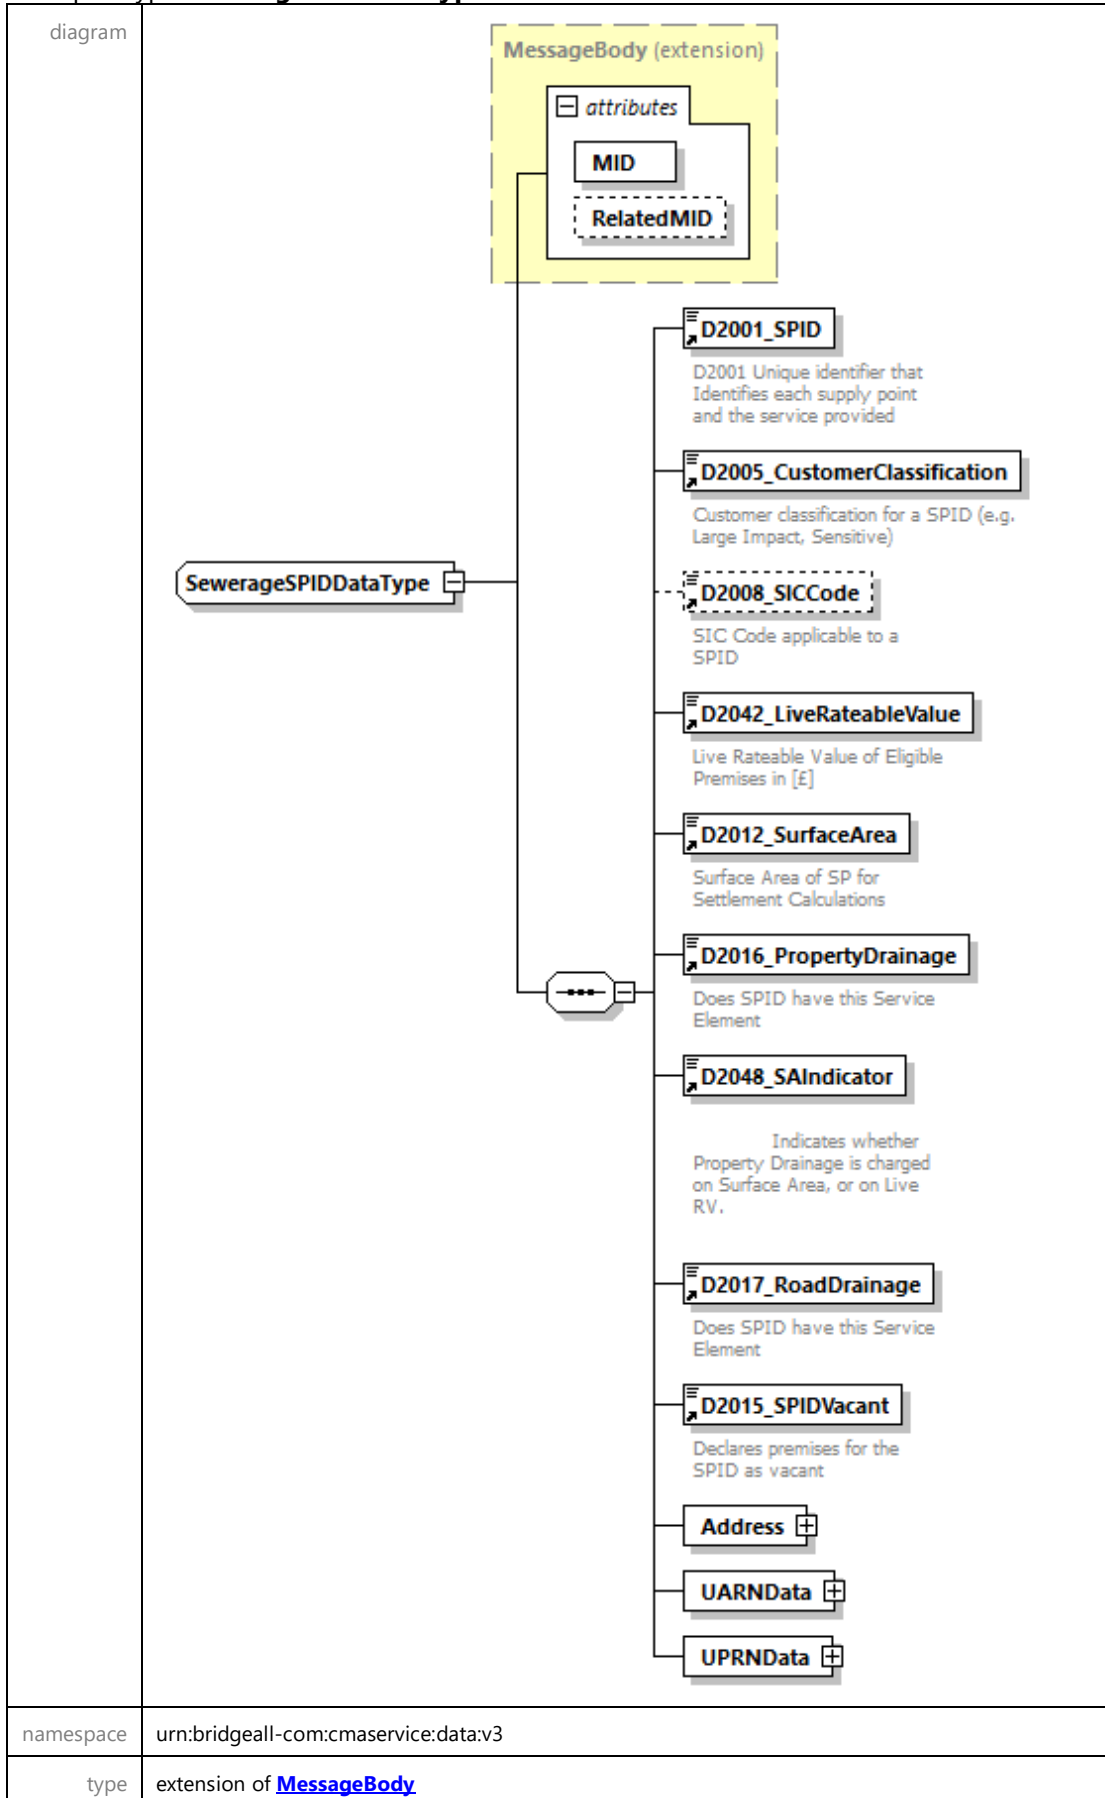 diagram
MessageBody (extension)
attributes
MID
RelatedMID
D2001_SPID
D2001 Unique identifier that
Identifies each supply point
and the service provided
D2005_CustomerClassification
Customer classification for a SPID (e.g.
Large Impact, Sensitive)
SewerageSPIDDataType
D2008_SICCode
SIC Code applicable to a
SPID
D2042_LiveRateableValue
Live Rateable Value of Eligible
Premises in [£]
D2012_SurfaceArea
Surface Area of SP for
Settlement Calculations
D2016_PropertyDrainage
Does SPID have this Service
Element
D2048_SAIndicator
Indicates whether
Property Drainage is charged
on Surface Area, or on Live
RV.
D2017_RoadDrainage
Does SPID have this Service
Element
D2015_SPIDVacant
Declares premises for the
SPID as vacant
Address
UARNData
UPRNData
namespace urn:bridgeall-com:cmaservice:data:v3
type extension of MessageBody